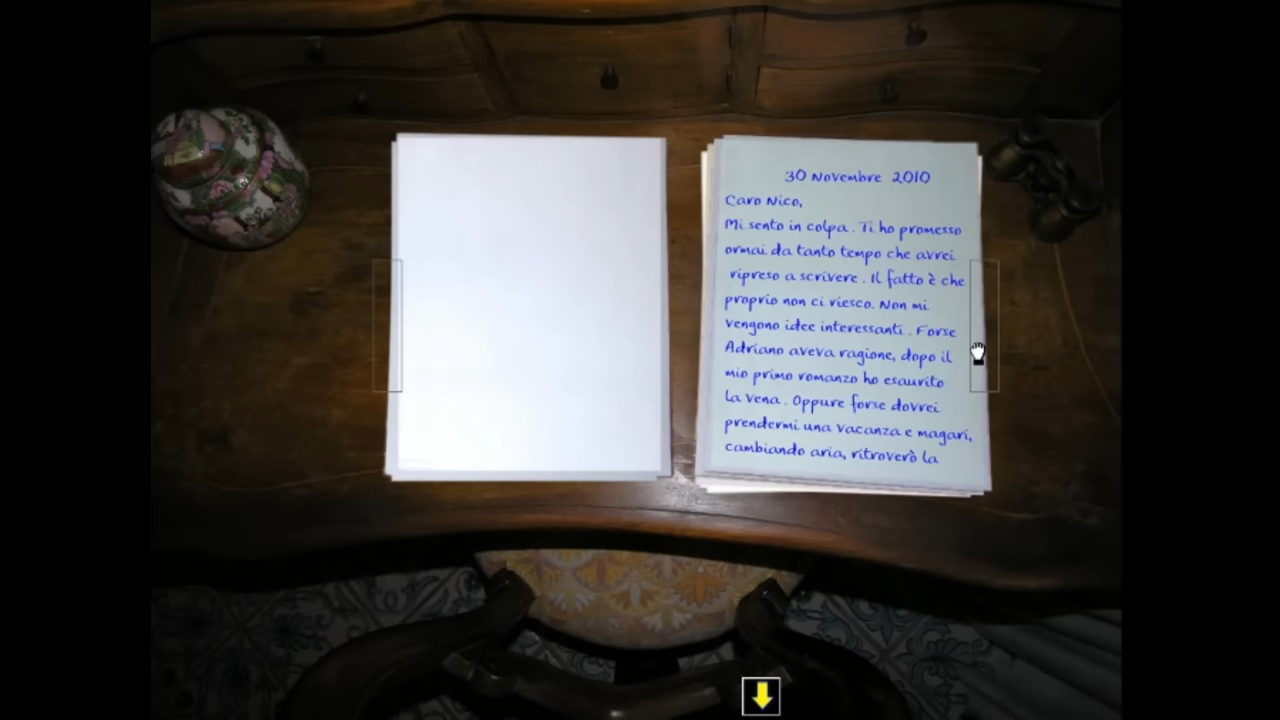 30 Novembre 2010
Caro Nico,
Mi sento in colpa. Ti ho promesso
ormai da tanto tempo che avrei
ripreso a scrivere. Il fatto è che
proprio non ci riesco. Non mi
vengono idee interessanti. Forse
Adriano aveva ragione, dopo il
mio primo romanzo ho esaurito
la vena. Oppure forse dovrei
prendermi una vacanza e magari,
cambiando aria, ritroverò la